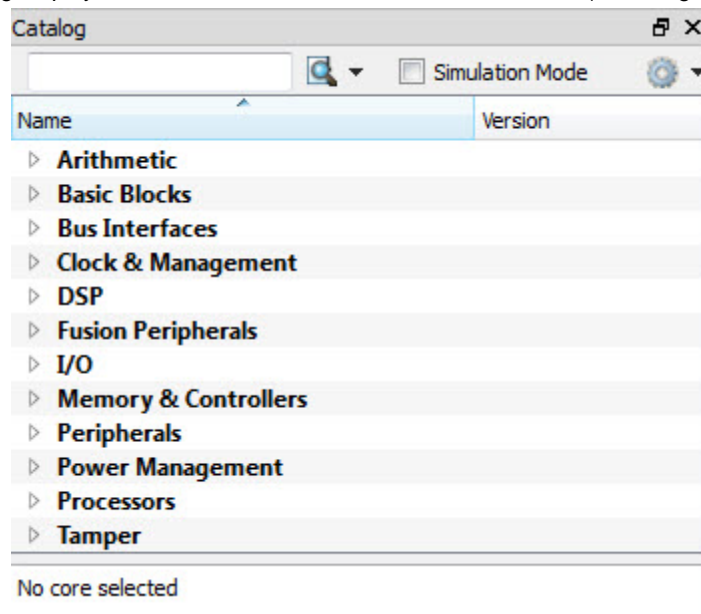 Catalog
Simulation Mode
Name Version
Arithmetic
Basic Blocks
Bus Interfaces
Clock & Management
DSP
Fusion Peripherals
I/O
Memory & Controllers
Peripherals
Power Management
Processors
Tamper
No core selected